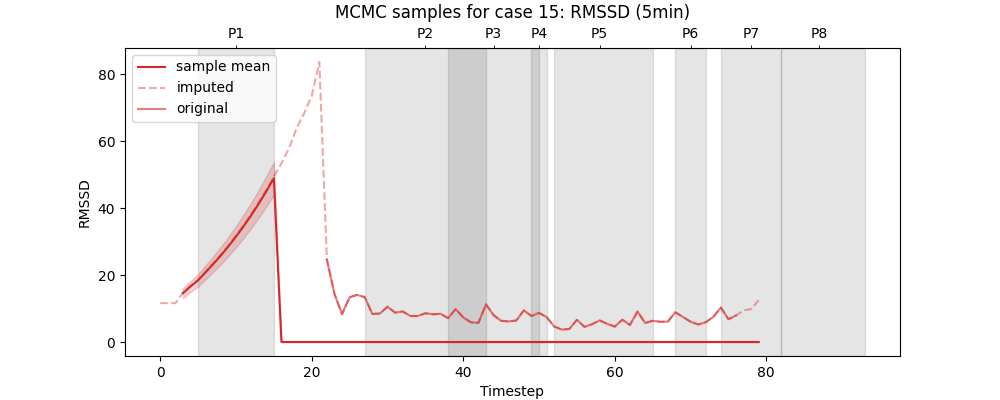 MCMC samples for case 15: RMSSD (5min)
P1 P2 P3 P4 P5 P6 P7 P8
sample mean
imputed
original
80
60
40
20
0
RMSSD
0 20 40 60 80
Timestep